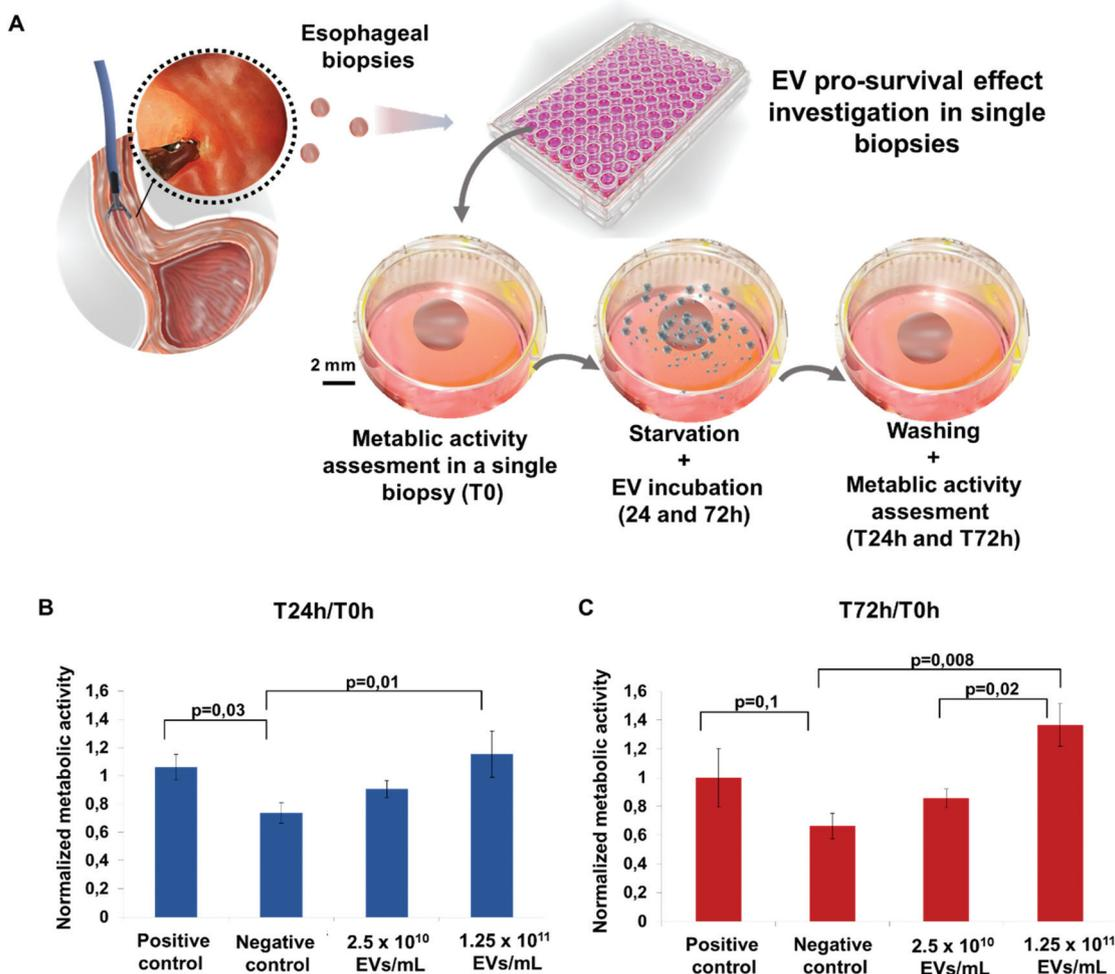 A
Esophageal
biopsies
EV pro-survival effect
investigation in single
biopsies
2 mm
Metablic activity
assesment in a single
biopsy (T0)
Starvation
+
EV incubation
(24 and 72h)
Washing
+
Metablic activity
assesment
(T24h and T72h)
B
T24h/T0h
Normalized metabolic activity
1,6
1,4
1,2
1
0,8
0,6
0,4
0,2
0
p=0,03
p=0,01
Positive
control
Negative
control
2.5 x 10¹⁰
EVs/mL
1.25 x 10¹¹
EVs/mL
C
T72h/T0h
Normalized metabolic activity
1,6
1,4
1,2
1
0,8
0,6
0,4
0,2
0
p=0,1
p=0,008
p=0,02
Positive
control
Negative
control
2.5 x 10¹⁰
EVs/mL
1.25 x 10¹¹
EVs/mL